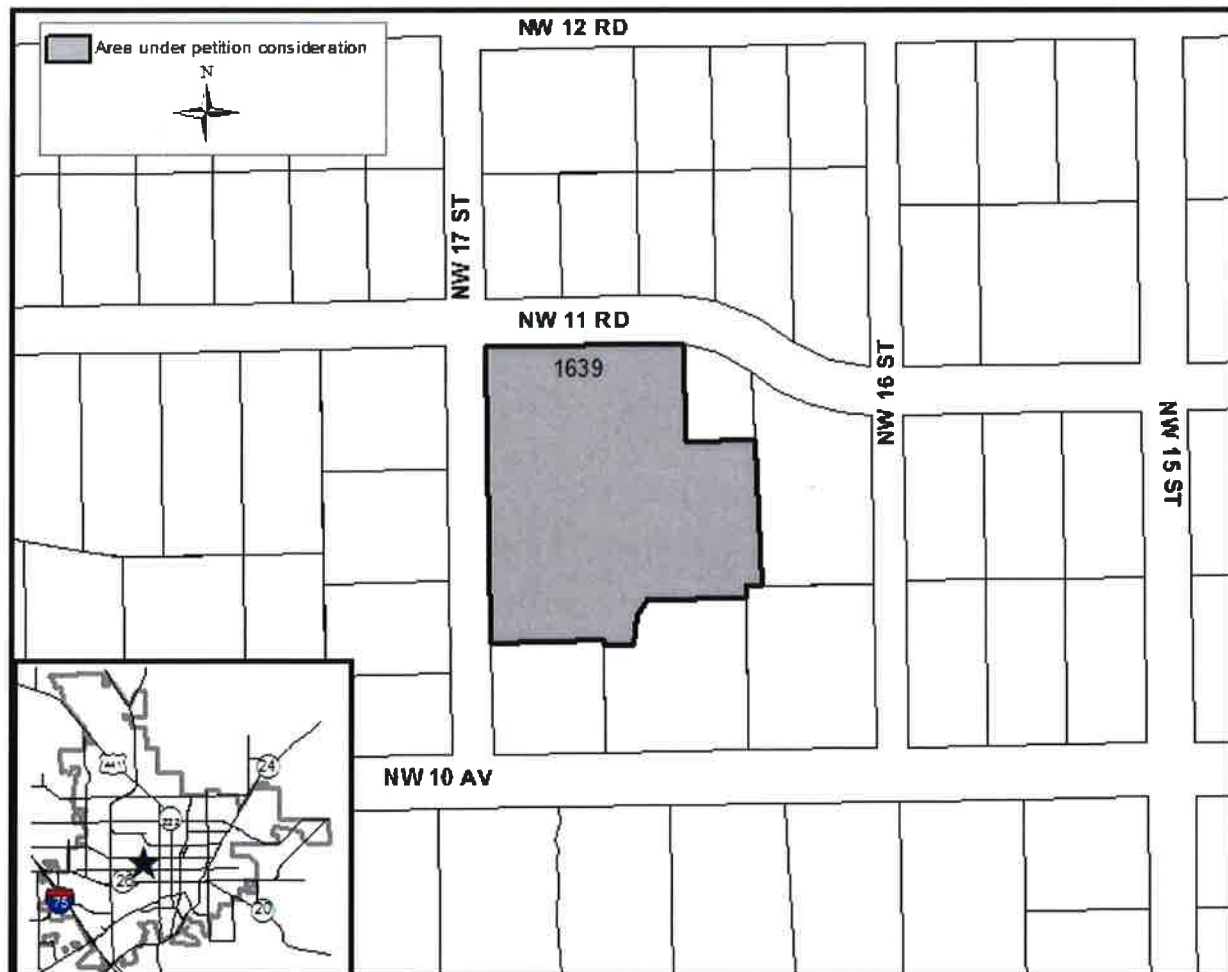 NW 12 RD
Area under petition consideration
N
NW 17 ST
NW 11 RD
1639
NW 16 ST
NW 15 ST
NW 10 AV
441
24
222
26
75
20